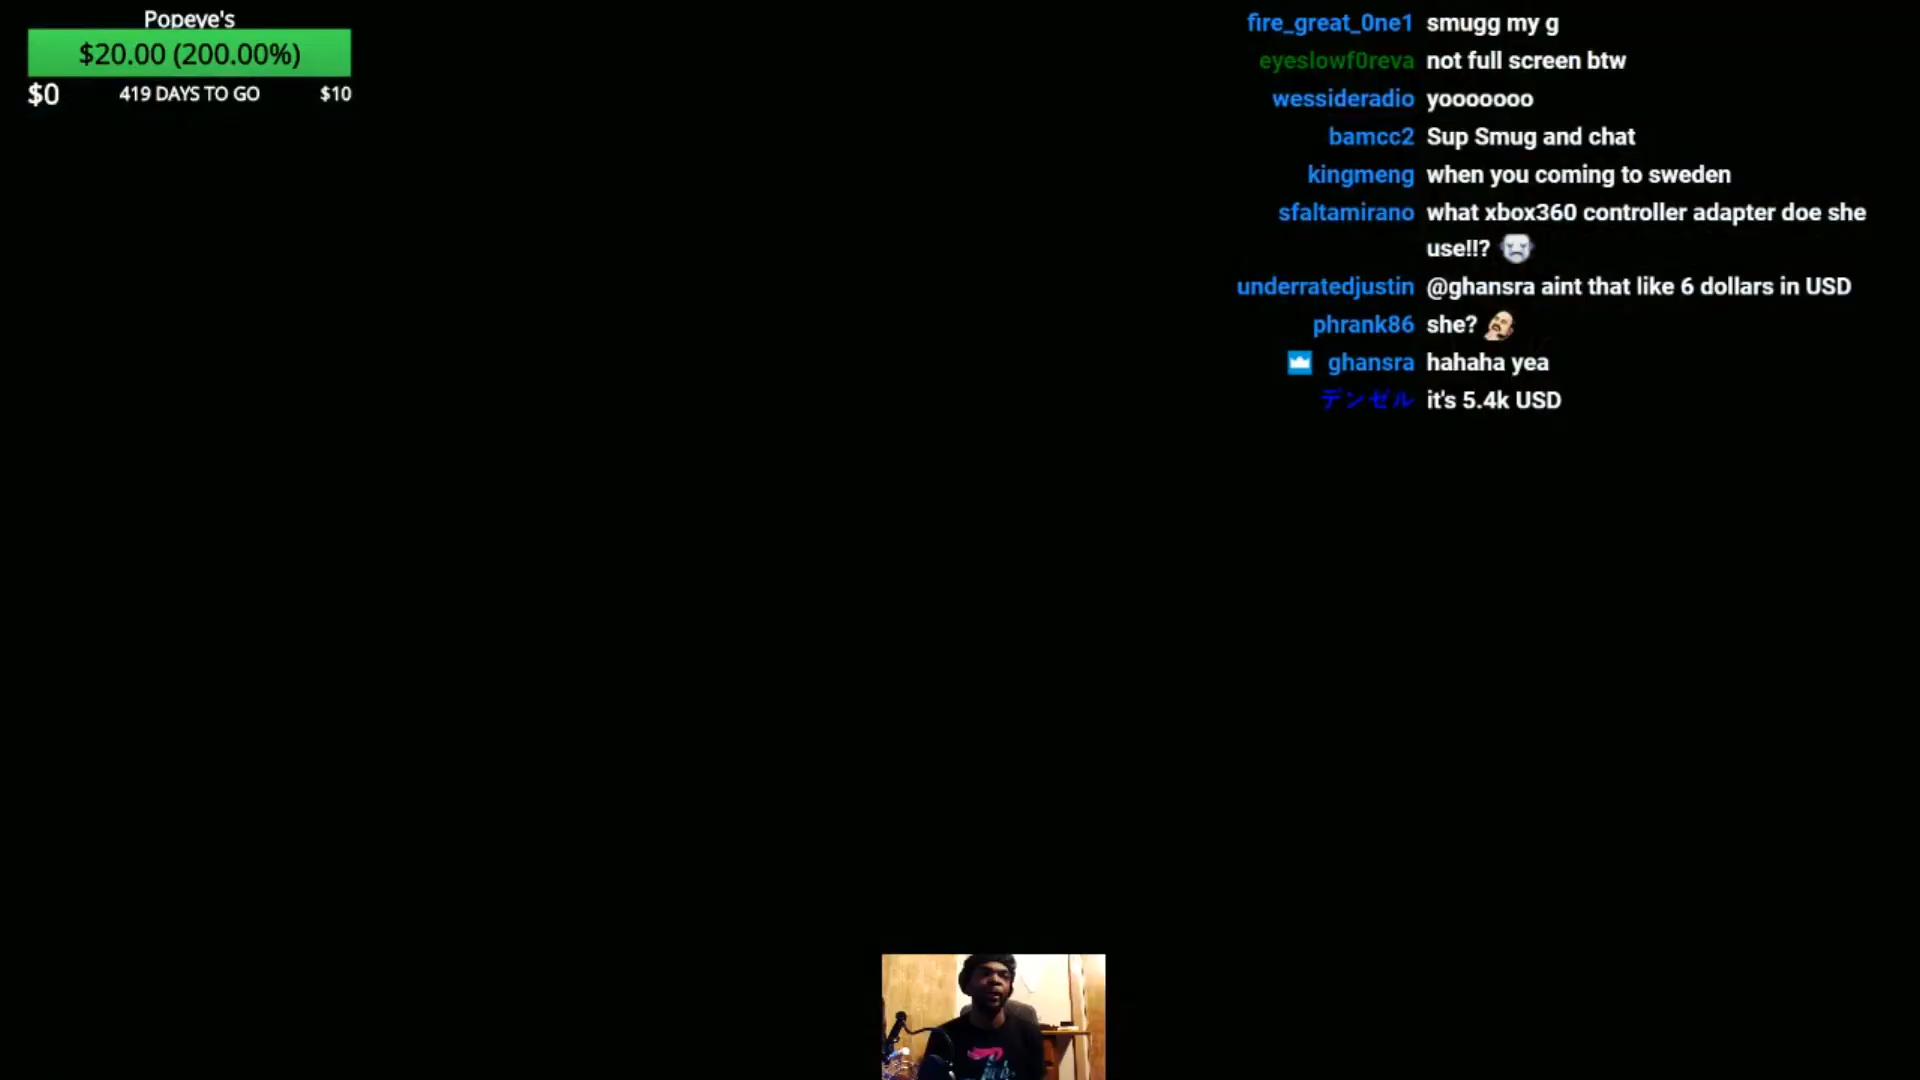 Popeye's
$20.00 (200.00%)
$0 419 DAYS TO GO $10
fire_great_0ne1 smugg my g
eyeslowf0reva not full screen btw
wessideradio yooooooo
bamcc2 Sup Smug and chat
kingmeng when you coming to sweden
sfaltamirano what xbox360 controller adapter doe she
use!!?
underratedjustin @ghansra aint that like 6 dollars in USD
phrank86 she?
ghansra hahaha yea
デンゼル it's 5.4k USD